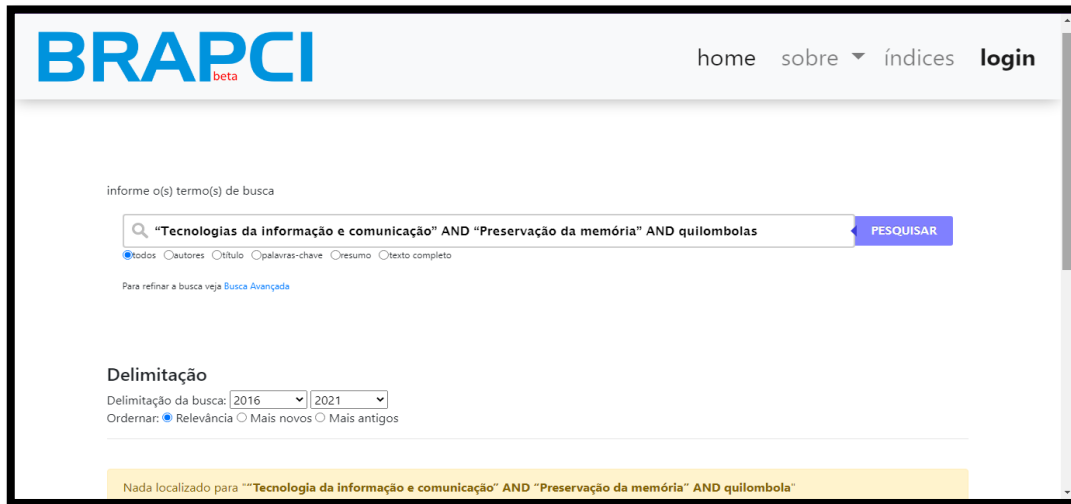 BRAPCI
beta
home sobre índices login
informe o(s) termo(s) de busca
“Tecnologias da informação e comunicação” AND “Preservação da memória” AND quilombolas PESQUISAR
todos autores título palavras-chave resumo texto completo
Para refinar a busca veja Busca Avançada
Delimitação
Delimitação da busca: 2016 2021
Ordernar: Relevância Mais novos Mais antigos
Nada localizado para "“Tecnologia da informação e comunicação” AND “Preservação da memória” AND quilombola"